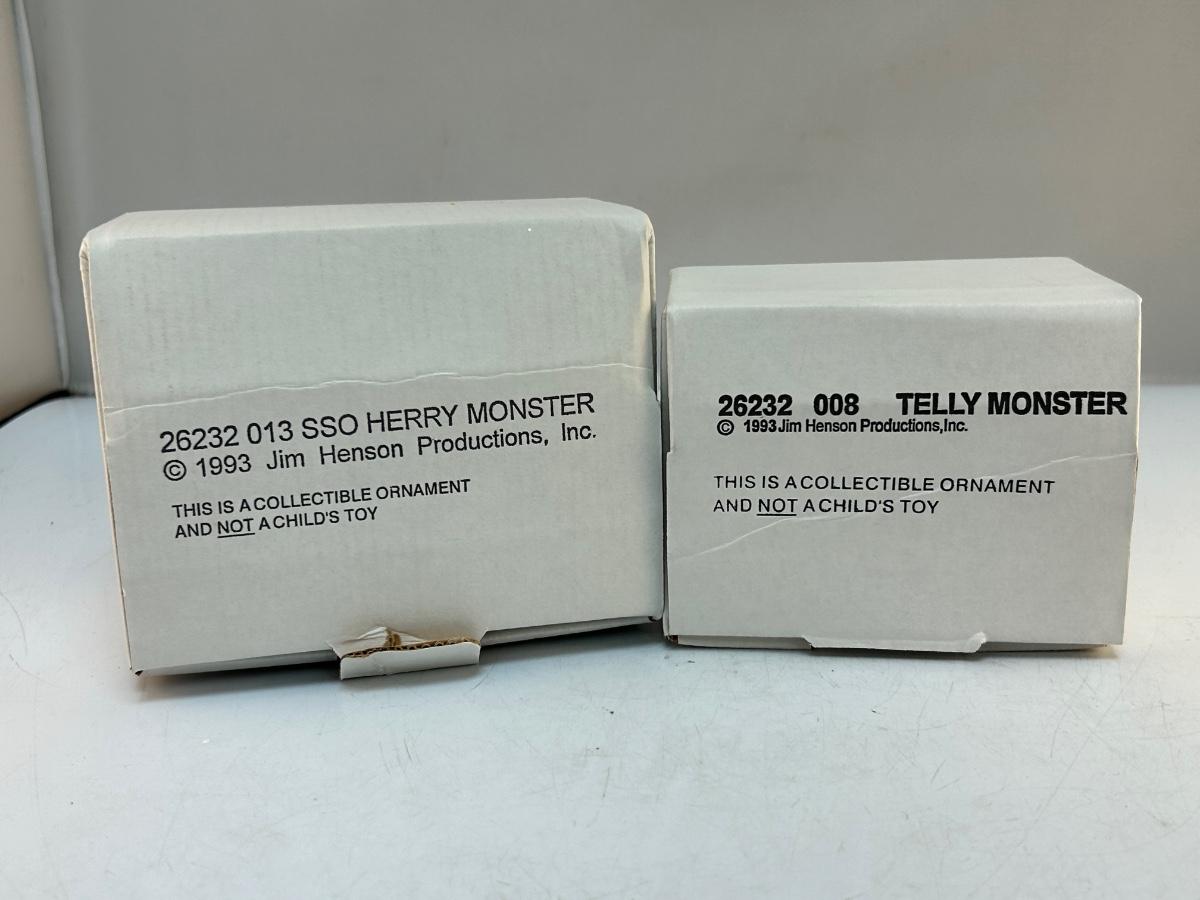 26232 013 SSO HERRY MONSTER
© 1993 Jim Henson Productions, Inc.
THIS IS A COLLECTIBLE ORNAMENT
AND NOT A CHILD'S TOY
26232 008 TELLY MONSTER
© 1993 Jim Henson Productions, Inc.
THIS IS A COLLECTIBLE ORNAMENT
AND NOT A CHILD'S TOY